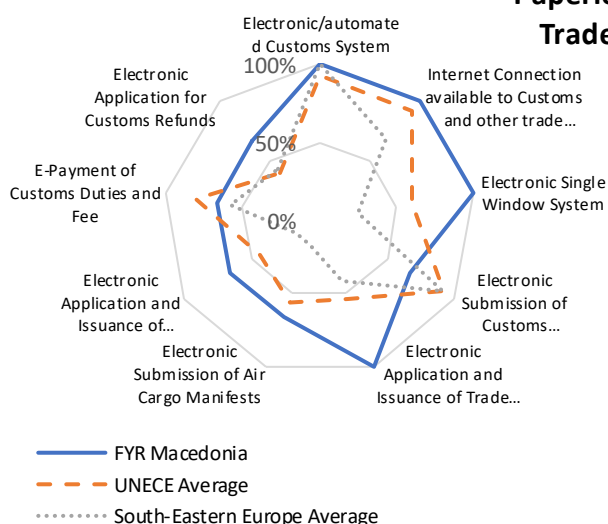 Trade
Electronic/automate
d Customs System
100%
50%
0%
Internet Connection
available to Customs
and other trade...
Electronic Single
Window System
Electronic
Submission of
Customs...
Electronic
Application and
Issuance of Trade...
Electronic
Submission of Air
Cargo Manifests
Electronic
Application and
Issuance of...
E-Payment of
Customs Duties and
Fee
Electronic
Application for
Customs Refunds
FYR Macedonia
UNECE Average
South-Eastern Europe Average